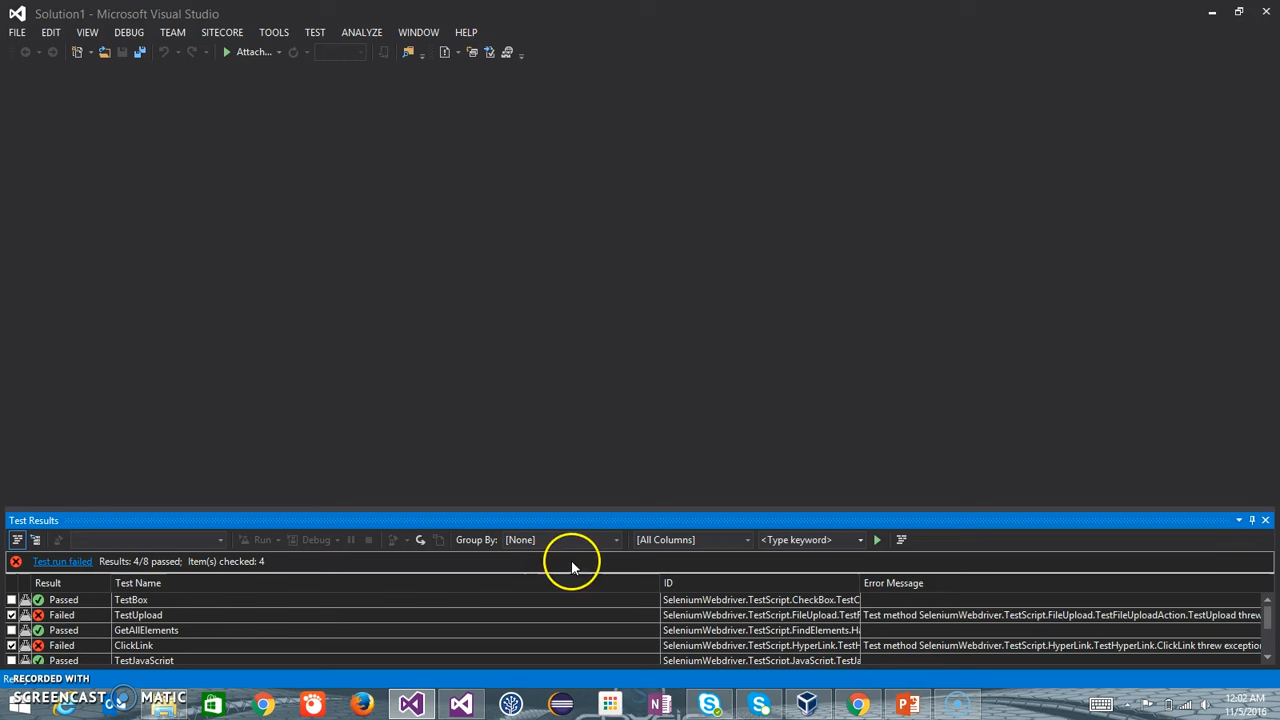 Solution1 - Microsoft Visual Studio
FILE EDIT VIEW DEBUG TEAM SITECORE TOOLS TEST ANALYZE WINDOW HELP
Attach...
Test Results
Run Debug Group By: [None] [All Columns] <Type keyword>
Test run failed Results: 4/8 passed; Item(s) checked: 4
Result Test Name ID Error Message
Passed TestBox SeleniumWebdriver.TestScript.CheckBox.TestC
Failed TestUpload SeleniumWebdriver.TestScript.FileUpload.TestF Test method SeleniumWebdriver.TestScript.FileUpload.TestFileUploadAction.TestUpload threw
Passed GetAllElements SeleniumWebdriver.TestScript.FindElements.Ha
Failed ClickLink SeleniumWebdriver.TestScript.HyperLink.TestH Test method SeleniumWebdriver.TestScript.HyperLink.TestHyperLink.ClickLink threw exceptio
Passed TestJavaScript SeleniumWebdriver.TestScript.JavaScript.TestJa
RECORDED WITH
SCREENCAST MATIC
12:02 AM
11/5/2016